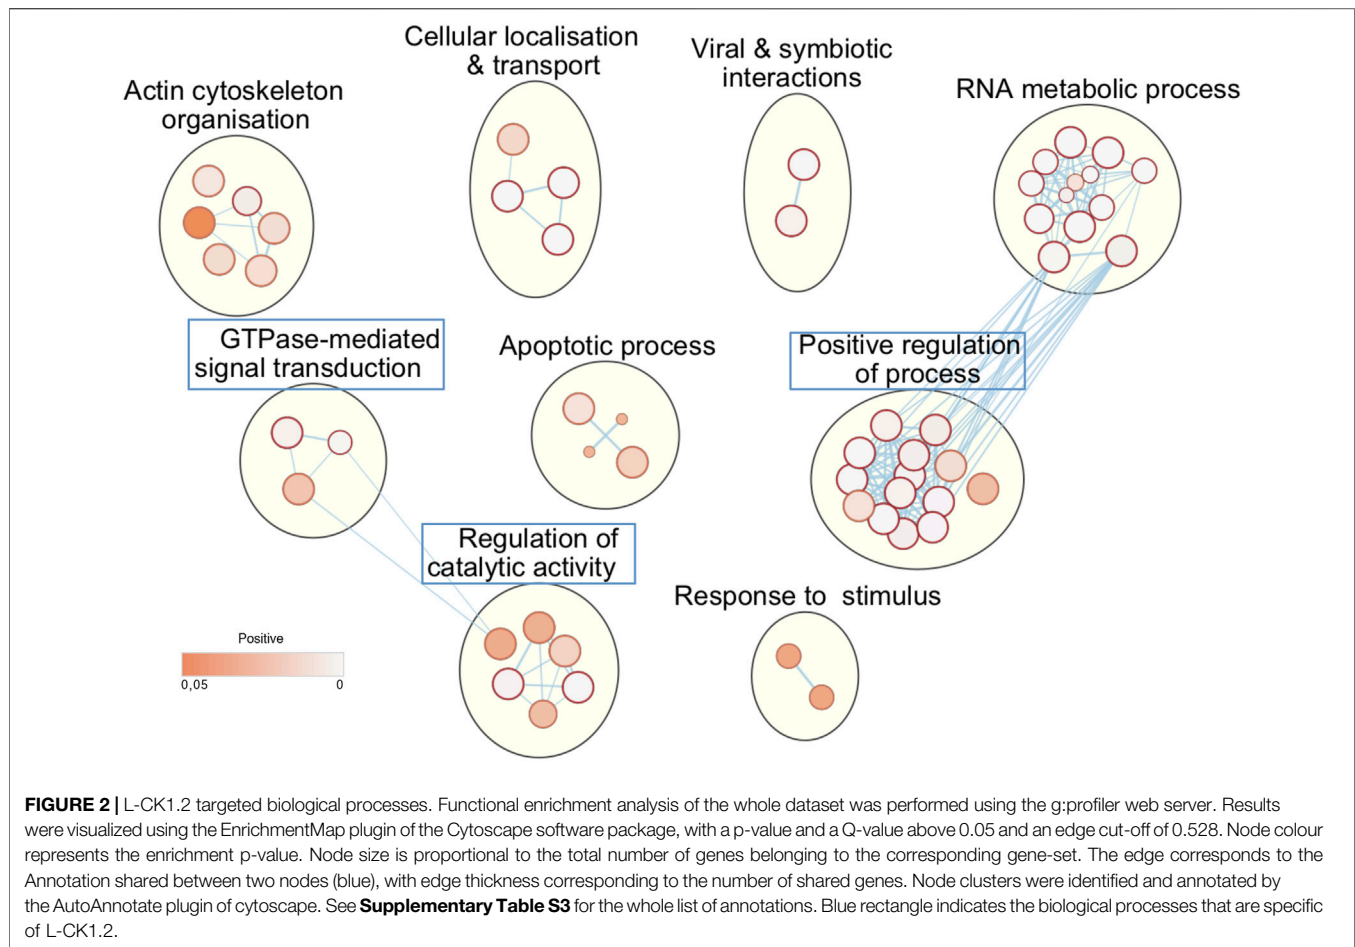 Cellular localisation
& transport
Viral & symbiotic
interactions
RNA metabolic process
Actin cytoskeleton
organisation
GTPase-mediated
signal transduction
Apoptotic process
Positive regulation
of process
Regulation of
catalytic activity
Response to stimulus
Positive
0,05 0
FIGURE 2 | L-CK1.2 targeted biological processes. Functional enrichment analysis of the whole dataset was performed using the g:profiler web server. Results
were visualized using the EnrichmentMap plugin of the Cytoscape software package, with a p-value and a Q-value above 0.05 and an edge cut-off of 0.528. Node colour
represents the enrichment p-value. Node size is proportional to the total number of genes belonging to the corresponding gene-set. The edge corresponds to the
Annotation shared between two nodes (blue), with edge thickness corresponding to the number of shared genes. Node clusters were identified and annotated by
the AutoAnnotate plugin of cytoscape. See Supplementary Table S3 for the whole list of annotations. Blue rectangle indicates the biological processes that are specific
of L-CK1.2.